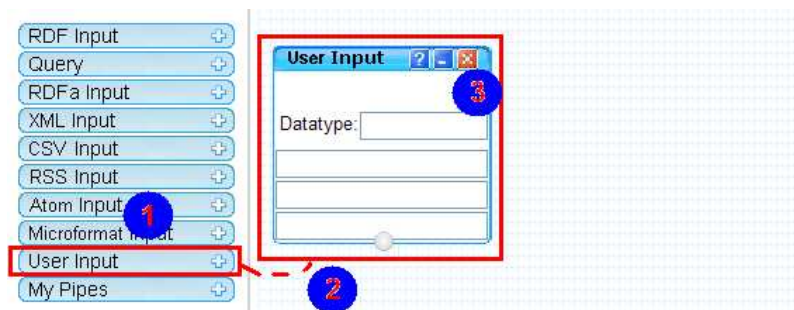 RDF Input
Query
RDFa Input
XML Input
CSV Input
RSS Input
Atom Input
Microformat Input
User Input
My Pipes
1
2
User Input ? -
3
Datatype: